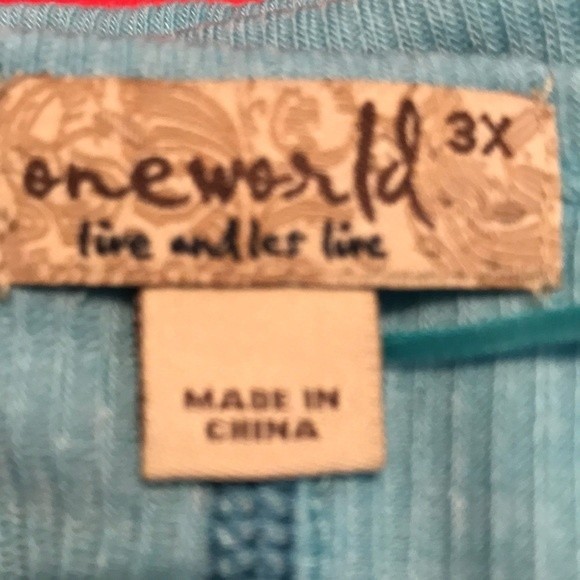 oneworld 3X
live and let live
MADE IN
CHINA